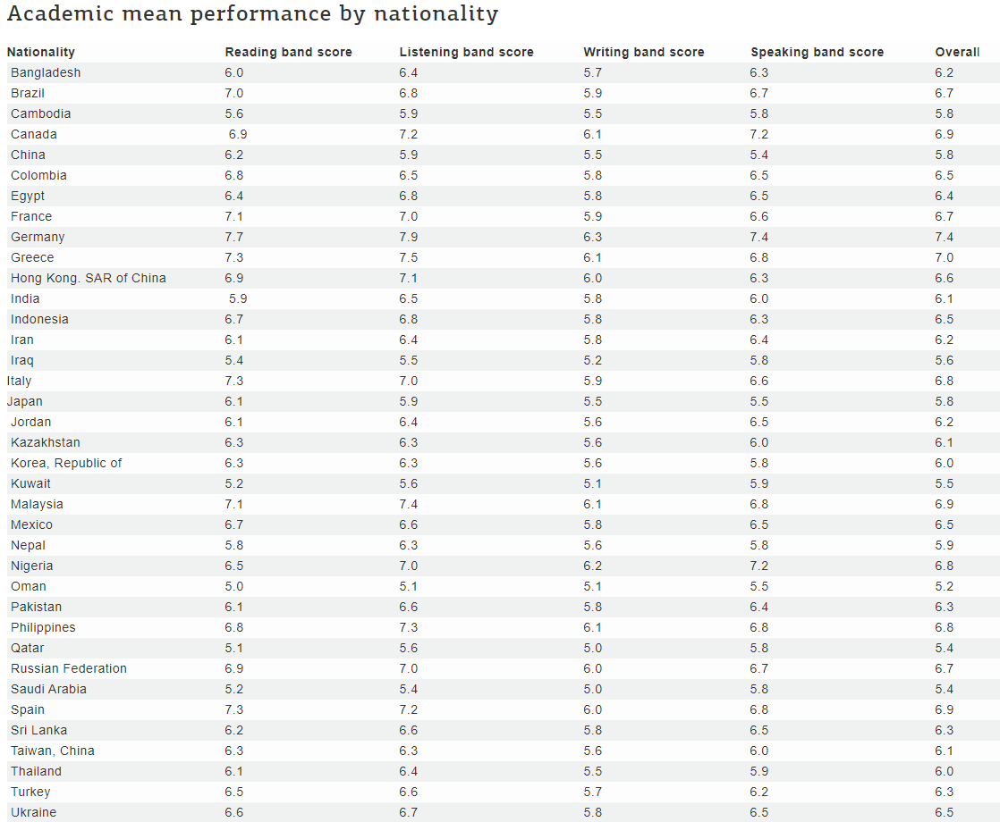 Academic mean performance by nationality
Nationality Reading band score Listening band score Writing band score Speaking band score Overall
Bangladesh 6.0 6.4 5.7 6.3 6.2
Brazil 7.0 6.8 5.9 6.7 6.7
Cambodia 5.6 5.9 5.5 5.8 5.8
Canada 6.9 7.2 6.1 7.2 6.9
China 6.2 5.9 5.5 5.4 5.8
Colombia 6.8 6.5 5.8 6.5 6.5
Egypt 6.4 6.8 5.8 6.5 6.4
France 7.1 7.0 5.9 6.6 6.7
Germany 7.7 7.9 6.3 7.4 7.4
Greece 7.3 7.5 6.1 6.8 7.0
Hong Kong. SAR of China 6.9 7.1 6.0 6.3 6.6
India 5.9 6.5 5.8 6.0 6.1
Indonesia 6.7 6.8 5.8 6.3 6.5
Iran 6.1 6.4 5.8 6.4 6.2
Iraq 5.4 5.5 5.2 5.8 5.6
Italy 7.3 7.0 5.9 6.6 6.8
Japan 6.1 5.9 5.5 5.5 5.8
Jordan 6.1 6.4 5.6 6.5 6.2
Kazakhstan 6.3 6.3 5.6 6.0 6.1
Korea, Republic of 6.3 6.3 5.6 5.8 6.0
Kuwait 5.2 5.6 5.1 5.9 5.5
Malaysia 7.1 7.4 6.1 6.8 6.9
Mexico 6.7 6.6 5.8 6.5 6.5
Nepal 5.8 6.3 5.6 5.8 5.9
Nigeria 6.5 7.0 6.2 7.2 6.8
Oman 5.0 5.1 5.1 5.5 5.2
Pakistan 6.1 6.6 5.8 6.4 6.3
Philippines 6.8 7.3 6.1 6.8 6.8
Qatar 5.1 5.6 5.0 5.8 5.4
Russian Federation 6.9 7.0 6.0 6.7 6.7
Saudi Arabia 5.2 5.4 5.0 5.8 5.4
Spain 7.3 7.2 6.0 6.8 6.9
Sri Lanka 6.2 6.6 5.8 6.5 6.3
Taiwan, China 6.3 6.3 5.6 6.0 6.1
Thailand 6.1 6.4 5.5 5.9 6.0
Turkey 6.5 6.6 5.7 6.2 6.3
Ukraine 6.6 6.7 5.8 6.5 6.5